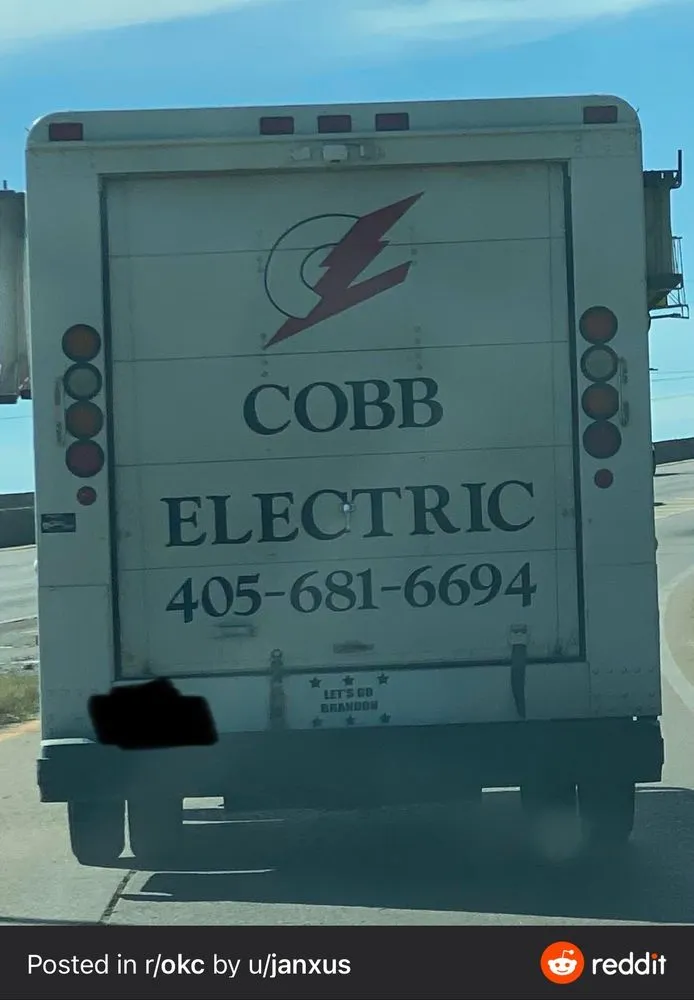 COBB
ELECTRIC
405-681-6694
LET'S GO
BRANDON
Posted in r/okc by u/janxus
reddit